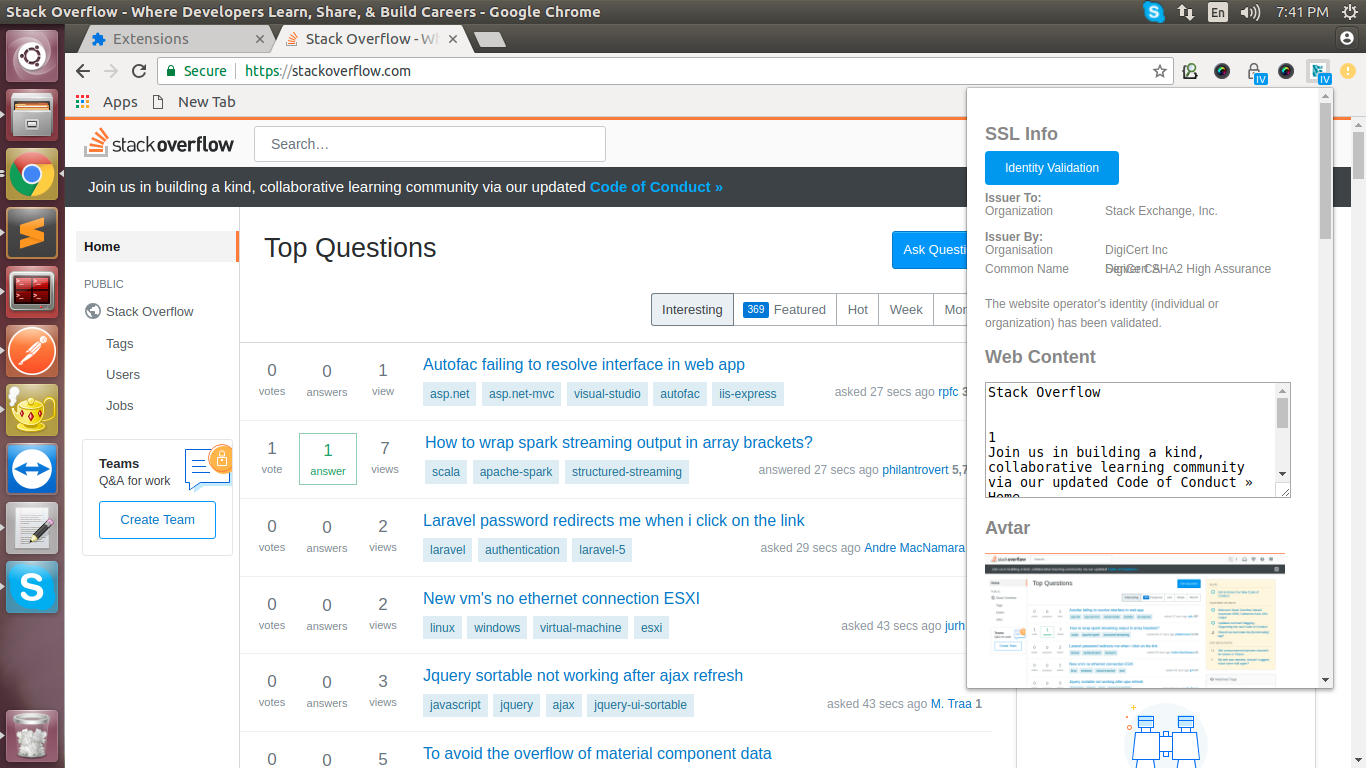 Stack Overflow - Where Developers Learn, Share, & Build Careers - Google Chrome
En
7:41 PM
Extensions
Stack Overflow - Wh
Secure
https://stackoverflow.com
IV
IV
Apps
New Tab
stackoverflow
Search…
Join us in building a kind, collaborative learning community via our updated Code of Conduct »
Home
PUBLIC
Stack Overflow
Tags
Users
Jobs
Teams
Q&A for work
Create Team
Top Questions
Ask Questi
Interesting
369 Featured
Hot
Week
Mon
0 votes
0 answers
1 view
Autofac failing to resolve interface in web app
asp.net asp.net-mvc visual-studio autofac iis-express
asked 27 secs ago rpfc 3
1 vote
1 answer
7 views
How to wrap spark streaming output in array brackets?
scala apache-spark structured-streaming
answered 27 secs ago philantrovert 5,7
0 votes
0 answers
2 views
Laravel password redirects me when i click on the link
laravel authentication laravel-5
asked 29 secs ago Andre MacNamara
0 votes
0 answers
2 views
New vm's no ethernet connection ESXI
linux windows virtual-machine esxi
asked 43 secs ago jurh
0 votes
0 answers
3 views
Jquery sortable not working after ajax refresh
javascript jquery ajax jquery-ui-sortable
asked 43 secs ago M. Traa 1
0
0
5
To avoid the overflow of material component data
SSL Info
Identity Validation
Issuer To:
Organization Stack Exchange, Inc.
Issuer By:
Organisation DigiCert Inc
Common Name DigiCert SHA2 High Assurance
Server CA
The website operator's identity (individual or
organization) has been validated.
Web Content
Stack Overflow
1
Join us in building a kind,
collaborative learning community
via our updated Code of Conduct »
Home
Avtar
stackoverflow
Top Questions